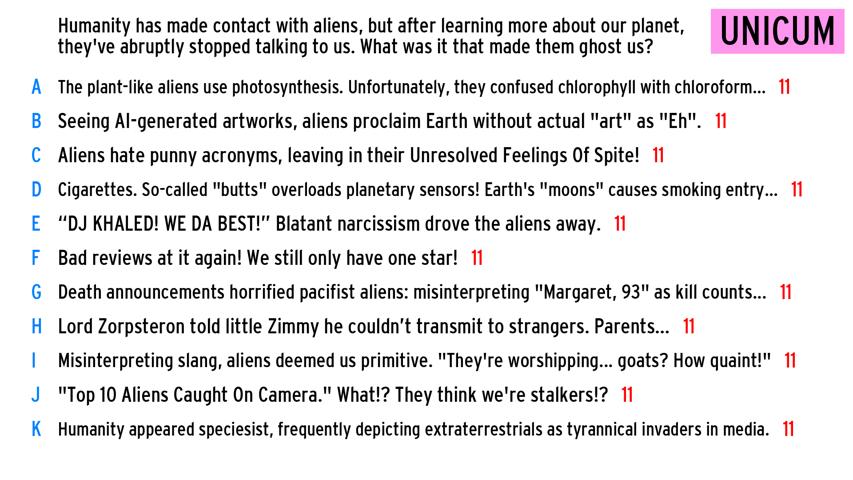 Humanity has made contact with aliens, but after learning more about our planet,
they've abruptly stopped talking to us. What was it that made them ghost us?
UNICUM
A The plant-like aliens use photosynthesis. Unfortunately, they confused chlorophyll with chloroform... 11
B Seeing AI-generated artworks, aliens proclaim Earth without actual "art" as "Eh". 11
C Aliens hate punny acronyms, leaving in their Unresolved Feelings Of Spite! 11
D Cigarettes. So-called "butts" overloads planetary sensors! Earth's "moons" causes smoking entry... 11
E “DJ KHALED! WE DA BEST!” Blatant narcissism drove the aliens away. 11
F Bad reviews at it again! We still only have one star! 11
G Death announcements horrified pacifist aliens: misinterpreting "Margaret, 93" as kill counts... 11
H Lord Zorpsteron told little Zimmy he couldn’t transmit to strangers. Parents... 11
I Misinterpreting slang, aliens deemed us primitive. "They're worshipping... goats? How quaint!" 11
J "Top 10 Aliens Caught On Camera." What!? They think we're stalkers!? 11
K Humanity appeared speciesist, frequently depicting extraterrestrials as tyrannical invaders in media. 11